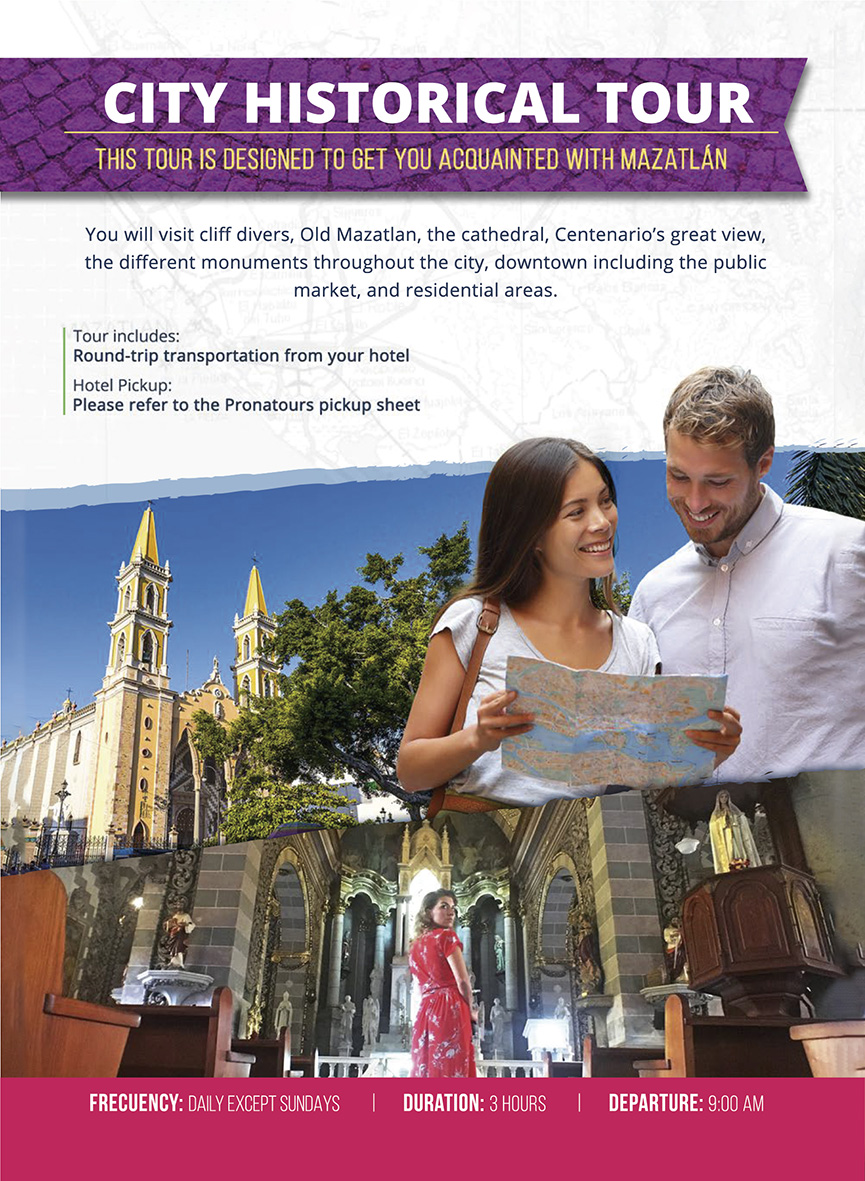 CITY HISTORICAL TOUR
THIS TOUR IS DESIGNED TO GET YOU ACQUAINTED WITH MAZATLÁN
You will visit cliff divers, Old Mazatlan, the cathedral, Centenario's great view,
the different monuments throughout the city, downtown including the public
market, and residential areas.
Tour includes:
Round-trip transportation from your hotel
Hotel Pickup:
Please refer to the Pronatours pickup sheet
FRECUENCY: DAILY EXCEPT SUNDAYS | DURATION: 3 HOURS | DEPARTURE: 9:00 AM